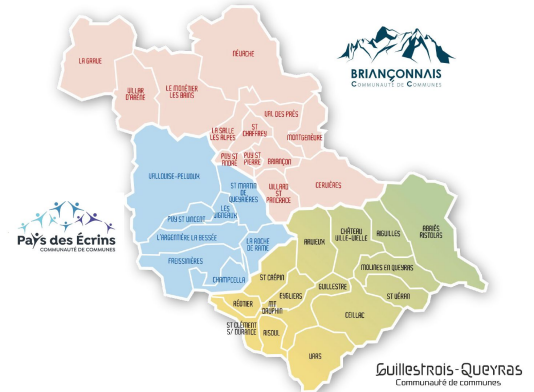 LA GRAVE
VILLAR
D'ARÈNE
LE MONÊTIER
LES BAINS
NÉVACHE
VAL DES PRÉS
LA SALLE
LES ALPES
ST
CHAFFREY
MONTGENÈVRE
PUY ST
ANDRÉ
PUY ST
PIERRE
BRIANÇON
VILLARD
ST
PANCRACE
CERVIÈRES
BRIANÇONNAIS
COMMUNAUTÉ DE COMMUNES
VALLOUISE-PELVOUX
ST MARTIN
DE
QUEYRIÈRES
LES
VIGNEAUX
PUY ST VINCENT
L'ARGENTIÈRE LA BESSÉE
LA ROCHE
DE RAME
FREISSINIÈRES
CHAMPCELLA
Pays des Écrins
COMMUNAUTÉ DE COMMUNES
ARVIEUX
CHÂTEAU
VILLE-VIEILLE
AIGUILLES
ABRIÈS
RISTOLAS
MOLINES EN QUEYRAS
ST VÉRAN
ST CRÉPIN
EYGLIERS
GUILLESTRE
CEILLAC
RÉOTIER
MT
DAUPHIN
ST CLÉMENT
S/ DURANCE
RISOUL
VARS
Guillestrois-Queyras
Communauté de communes